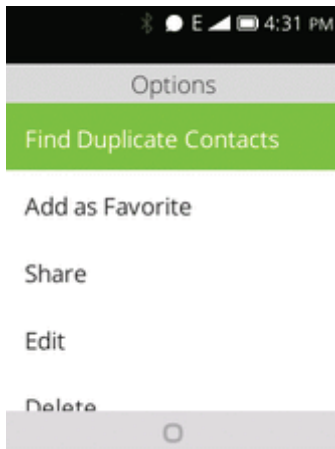 E 4:31 PM
Options
Find Duplicate Contacts
Add as Favorite
Share
Edit
Delete